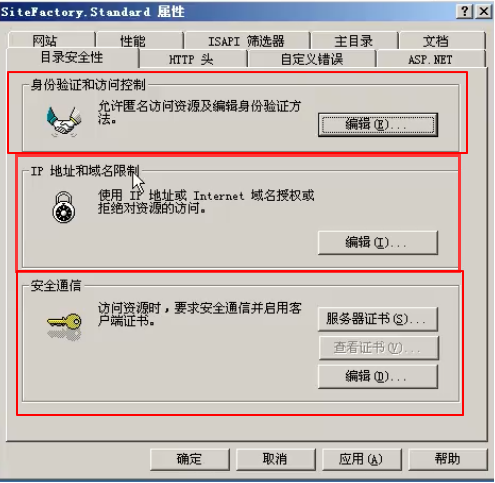 SiteFactory.Standard 属性
网站 性能 ISAPI 筛选器 主目录 文档
目录安全性 HTTP 头 自定义错误 ASP.NET
身份验证和访问控制
允许匿名访问资源及编辑身份验证方
法。
编辑(E)...
IP 地址和域名限制
使用 IP 地址或 Internet 域名授权或
拒绝对资源的访问。
编辑(I)...
安全通信
访问资源时，要求安全通信并启用客
户端证书。
服务器证书(S)...
查看证书(V)...
编辑(D)...
确定 取消 应用(A) 帮助